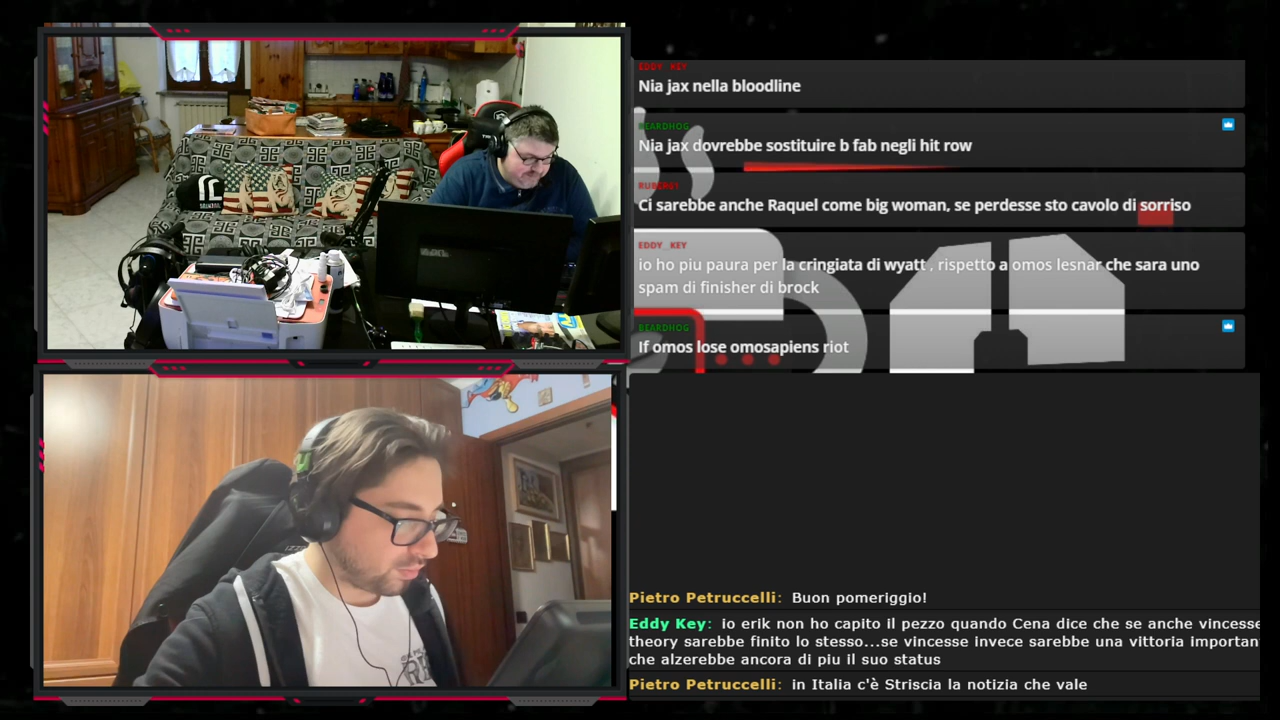 EDDY_KEY
Nia jax nella bloodline
BEARDHOG
Nia jax dovrebbe sostituire b fab negli hit row
Ci sarebbe anche Raquel come big woman, se perdesse sto cavolo di sorriso
EDDY_KEY
io ho piu paura per la cringiata di wyatt , rispetto a omos lesnar che sara uno
spam di finisher di brock
BEARDHOG
If omos lose omosapiens riot
Pietro Petruccelli: Buon pomeriggio!
Eddy Key: io erik non ho capito il pezzo quando Cena dice che se anche vincesse
theory sarebbe finito lo stesso...se vincesse invece sarebbe una vittoria importan
che alzerebbe ancora di piu il suo status
Pietro Petruccelli: in Italia c'è Striscia la notizia che vale